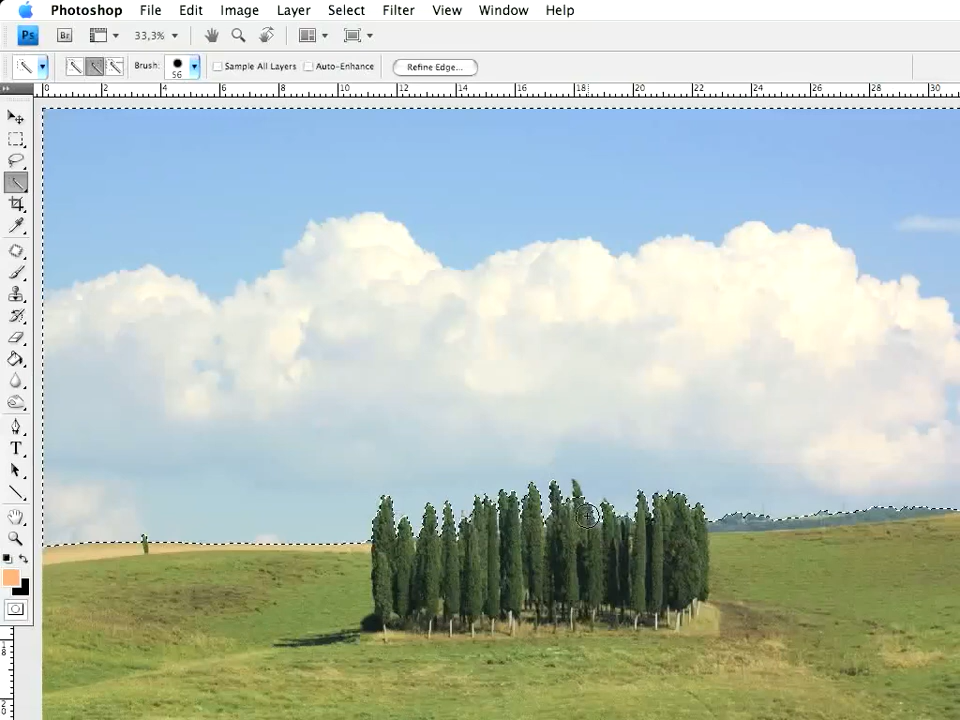 Photoshop File Edit Image Layer Select Filter View Window Help
Ps Br 33,3%
Brush: 56 Sample All Layers Auto-Enhance Refine Edge...
0 2 4 6 8 10 12 14 16 18 20 22 24 26 28 30
T
18
20